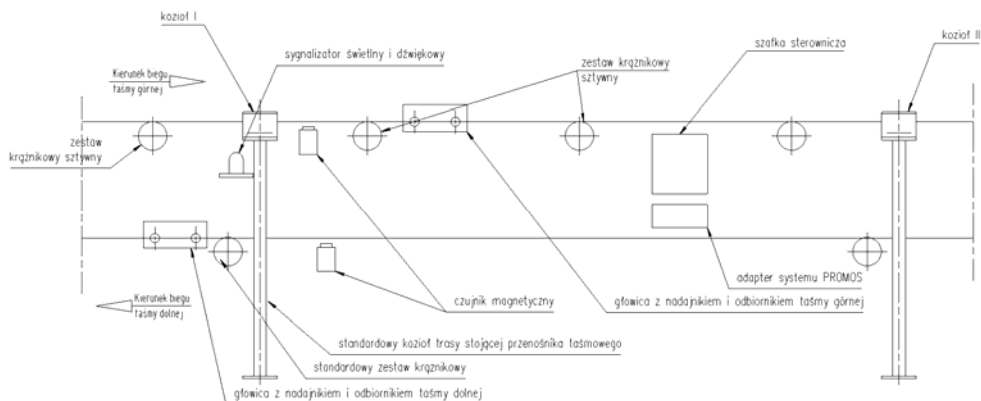 kozioł I
sygnalizator świetlny i dźwiękowy
szafka sterownicza
kozioł II
zestaw krążnikowy
sztywny
Kierunek biegu
taśmy górnej
zestaw
krążnikowy sztywny
adapter systemu PROMOS
Kierunek biegu
taśmy dolnej
czujnik magnetyczny
głowica z nadajnikiem i odbiornikiem taśmy górnej
standardowy kozioł trasy stojącej przenośnika taśmowego
standardowy zestaw krążnikowy
głowica z nadajnikiem i odbiornikiem taśmy dolnej